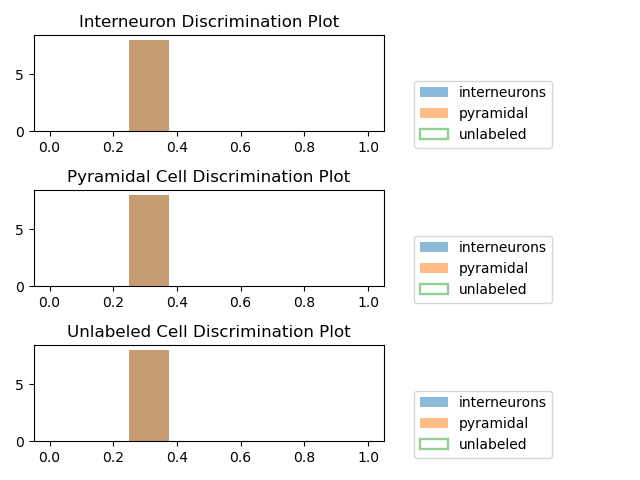 Interneuron Discrimination Plot
5
0
0.0 0.2 0.4 0.6 0.8 1.0
interneurons
pyramidal
unlabeled
Pyramidal Cell Discrimination Plot
5
0
0.0 0.2 0.4 0.6 0.8 1.0
interneurons
pyramidal
unlabeled
Unlabeled Cell Discrimination Plot
5
0
0.0 0.2 0.4 0.6 0.8 1.0
interneurons
pyramidal
unlabeled